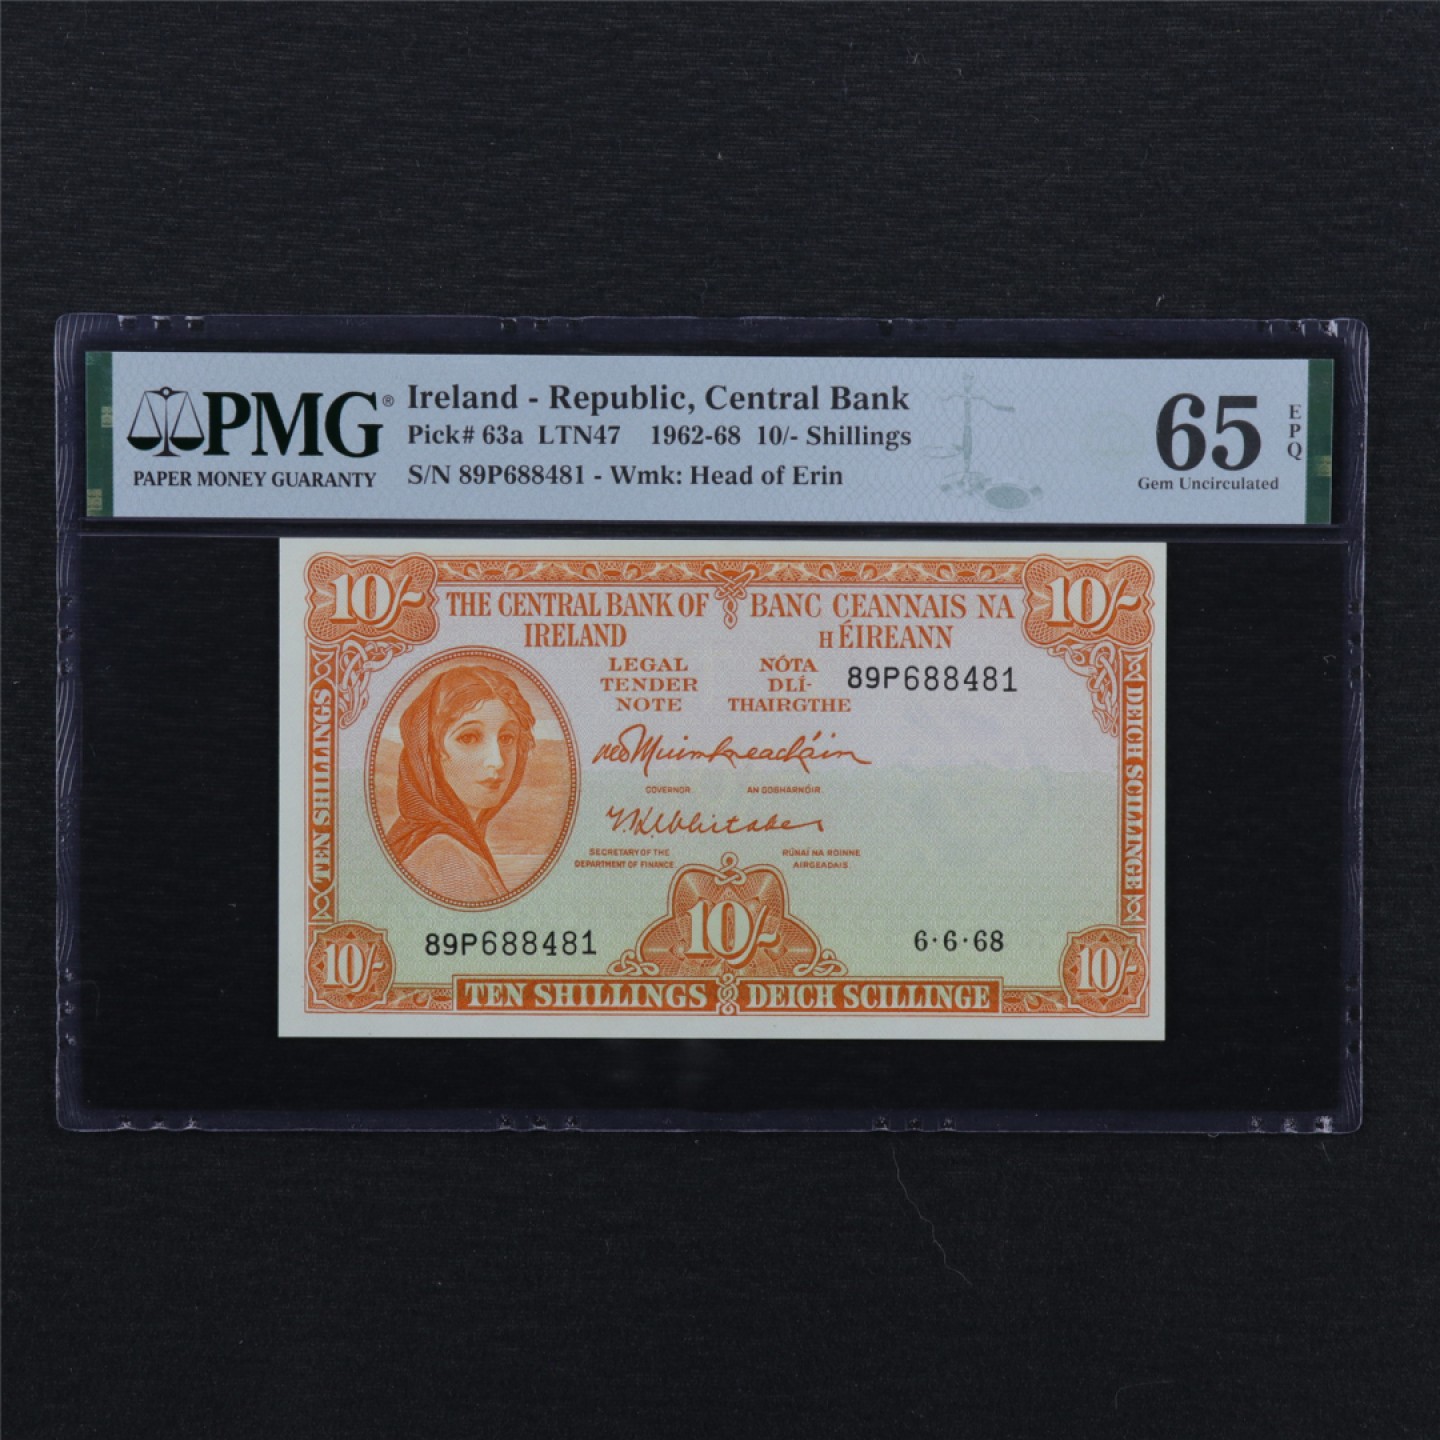 PMG®
PAPER MONEY GUARANTY
Ireland - Republic, Central Bank
Pick# 63a LTN47 1962-68 10/- Shillings
S/N 89P688481 - Wmk: Head of Erin
65
EPQ
Gem Uncirculated
10/-
10/-
THE CENTRAL BANK OF
IRELAND
BANC CEANNAIS NA
H ÉIREANN
LEGAL
TENDER
NOTE
NÓTA
DLÍ-
THAIRGTHE
89P688481
TEN SHILLINGS
DEICH SCILLINGE
GOVERNOR
AN GOBHARNÓIR
T.K. Whitaker
SECRETARY OF THE
DEPARTMENT OF FINANCE
RÚNAÍ NA ROINNE
AIRGEADAIS
89P688481
10/-
6·6·68
10/-
10/-
TEN SHILLINGS
DEICH SCILLINGE